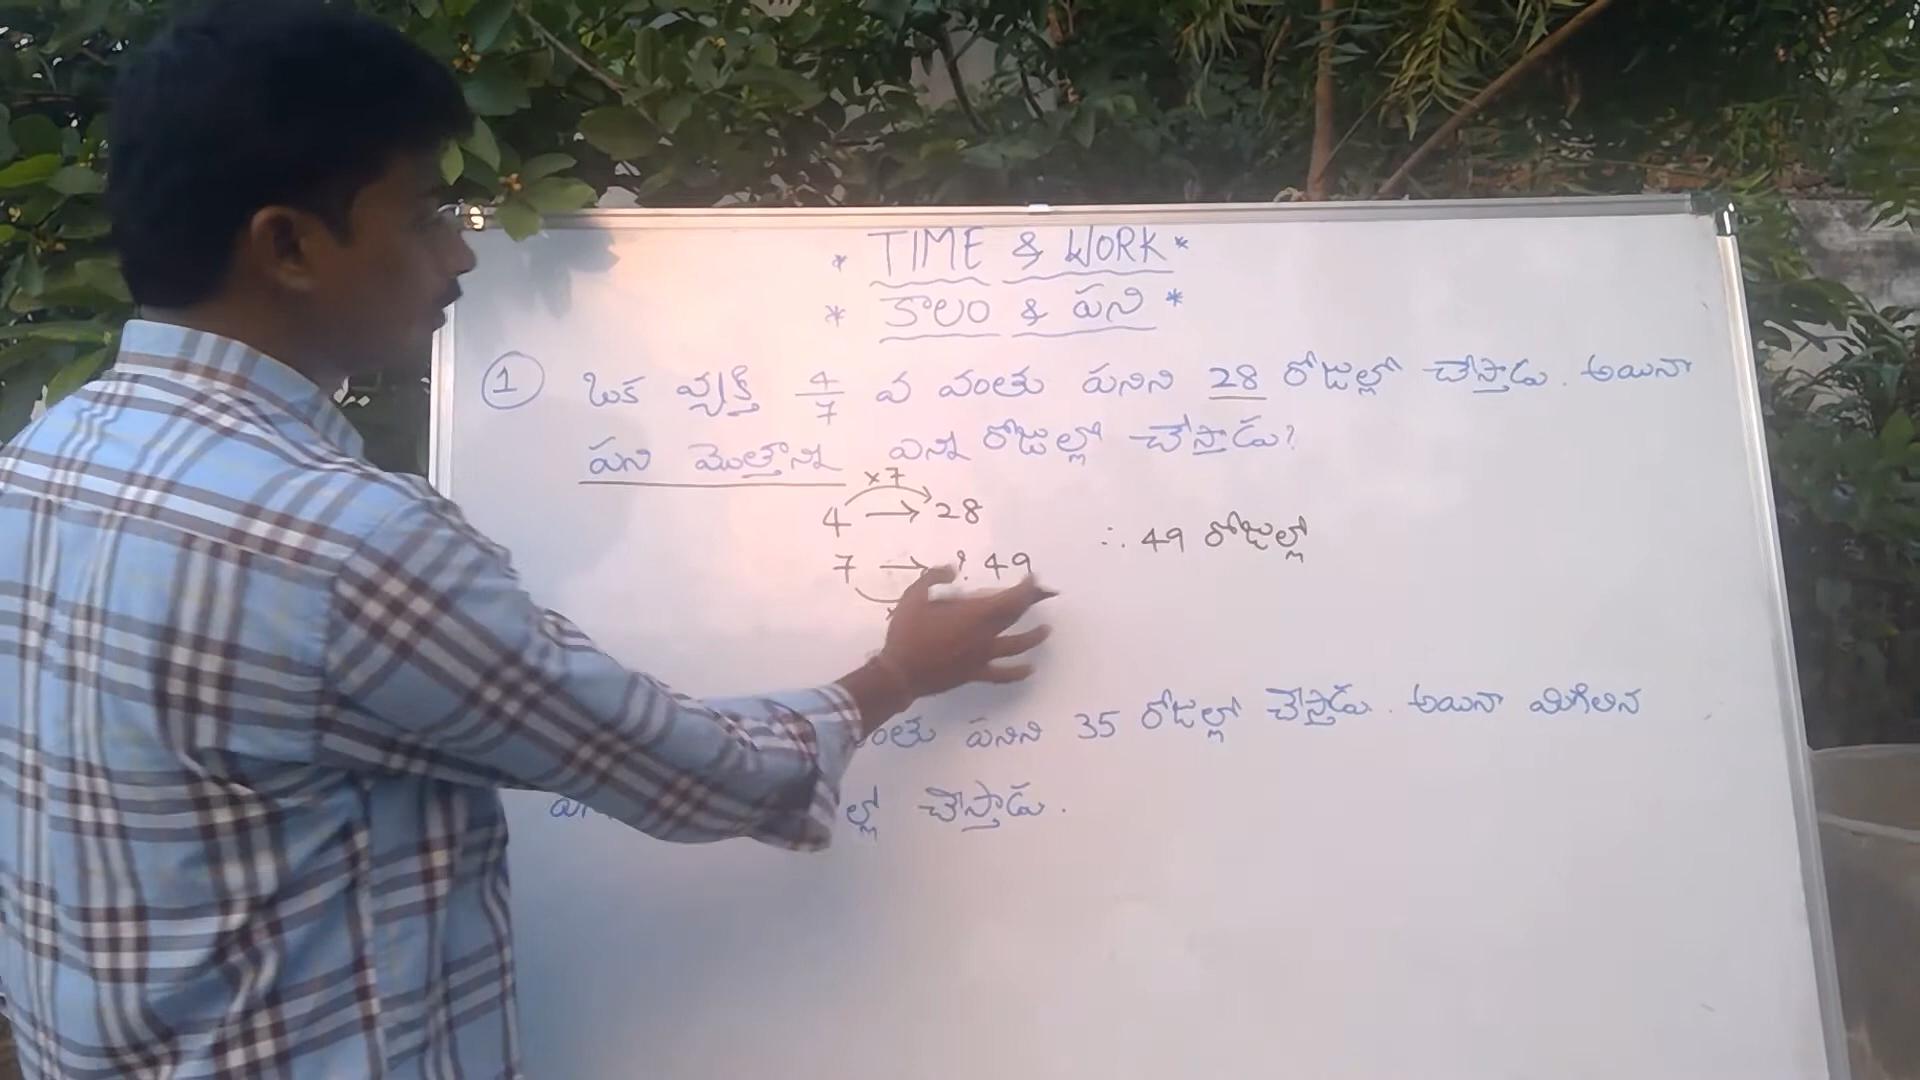 * TIME & WORK *
* కాలం & పని *
1 ఒక వ్యక్తి 4/7 వ వంతు పనిని 28 రోజుల్లో చేస్తాడు. అయినా
పని మొత్తాన్ని ఎన్ని రోజుల్లో చేస్తాడు?
×7
4 → 28
7 → ? 49
∴ 49 రోజుల్లో
వంతు పనిని 35 రోజుల్లో చేస్తాడు. అయినా మిగిలిన
చేస్తాడు.